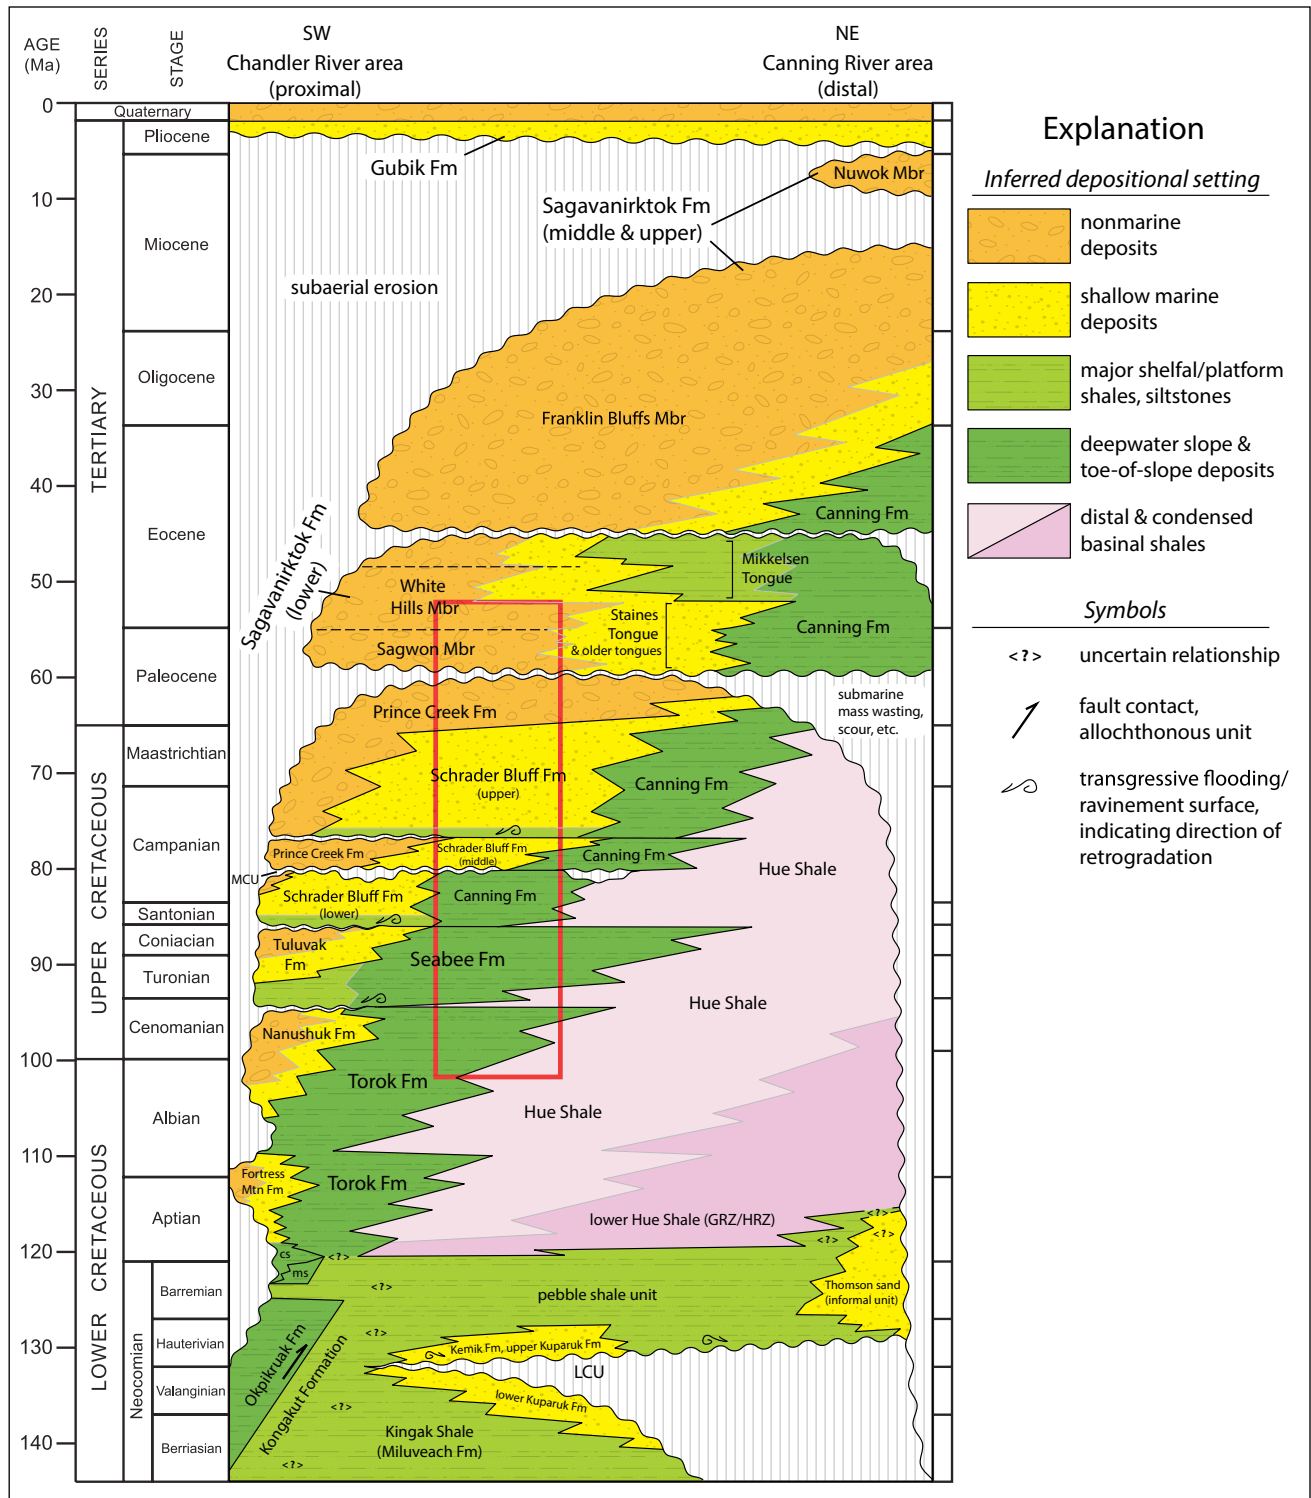 SW
NE
AGE
(Ma)
SERIES
STAGE
Chandler River area
(proximal)
Canning River area
(distal)
0
10
20
30
40
50
60
70
80
90
100
110
120
130
140
TERTIARY
UPPER CRETACEOUS
LOWER CRETACEOUS
Neocomian
Quaternary
Pliocene
Miocene
Oligocene
Eocene
Paleocene
Maastrichtian
Campanian
Santonian
Coniacian
Turonian
Cenomanian
Albian
Aptian
Barremian
Hauterivian
Valanginian
Berriasian
Gubik Fm
Nuwok Mbr
Sagavanirktok Fm
(middle & upper)
subaerial erosion
Franklin Bluffs Mbr
Canning Fm
Sagavanirktok Fm
(lower)
Mikkelsen
Tongue
White
Hills Mbr
Staines
Tongue
& older tongues
Canning Fm
Sagwon Mbr
submarine
mass wasting,
scour, etc.
Prince Creek Fm
Schrader Bluff Fm
(upper)
Canning Fm
Prince Creek Fm
Schrader Bluff Fm
(middle)
Canning Fm
Hue Shale
MCU
Schrader Bluff Fm
(lower)
Canning Fm
Tuluvak
Fm
Seabee Fm
Hue Shale
Nanushuk Fm
Torok Fm
Hue Shale
Fortress
Mtn Fm
Torok Fm
lower Hue Shale (GRZ/HRZ)
<?>
<?>
<?>
cs
ms
<?>
<?>
pebble shale unit
Thomson sand
(informal unit)
<?>
Kemik Fm, upper Kuparuk Fm
LCU
Okpikruak Fm
Kongakut Formation
lower Kuparuk Fm
<?>
Kingak Shale
(Miluveach Fm)
<?>
Explanation
Inferred depositional setting
nonmarine
deposits
shallow marine
deposits
major shelfal/platform
shales, siltstones
deepwater slope &
toe-of-slope deposits
distal & condensed
basinal shales
Symbols
<?>
uncertain relationship
fault contact,
allochthonous unit
transgressive flooding/
ravinement surface,
indicating direction of
retrogradation